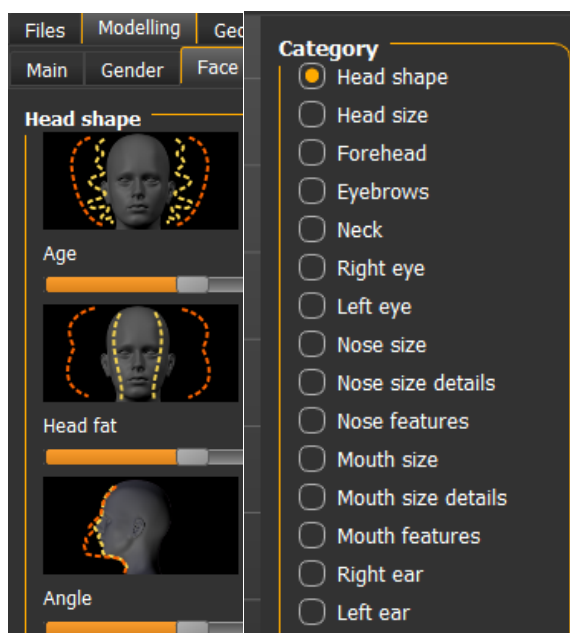 Files Modelling Geo
Main Gender Face
Head shape
Age
Head fat
Angle
Category
Head shape
Head size
Forehead
Eyebrows
Neck
Right eye
Left eye
Nose size
Nose size details
Nose features
Mouth size
Mouth size details
Mouth features
Right ear
Left ear